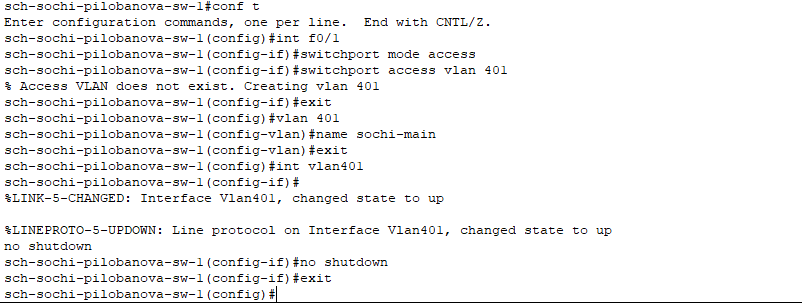 sch-sochi-pilobanova-sw-1#conf t
Enter configuration commands, one per line.  End with CNTL/Z.
sch-sochi-pilobanova-sw-1(config)#int f0/1
sch-sochi-pilobanova-sw-1(config-if)#switchport mode access
sch-sochi-pilobanova-sw-1(config-if)#switchport access vlan 401
% Access VLAN does not exist. Creating vlan 401
sch-sochi-pilobanova-sw-1(config-if)#exit
sch-sochi-pilobanova-sw-1(config)#vlan 401
sch-sochi-pilobanova-sw-1(config-vlan)#name sochi-main
sch-sochi-pilobanova-sw-1(config-vlan)#exit
sch-sochi-pilobanova-sw-1(config)#int vlan401
sch-sochi-pilobanova-sw-1(config-if)#
%LINK-5-CHANGED: Interface Vlan401, changed state to up
%LINEPROTO-5-UPDOWN: Line protocol on Interface Vlan401, changed state to up
no shutdown
sch-sochi-pilobanova-sw-1(config-if)#no shutdown
sch-sochi-pilobanova-sw-1(config-if)#exit
sch-sochi-pilobanova-sw-1(config)#